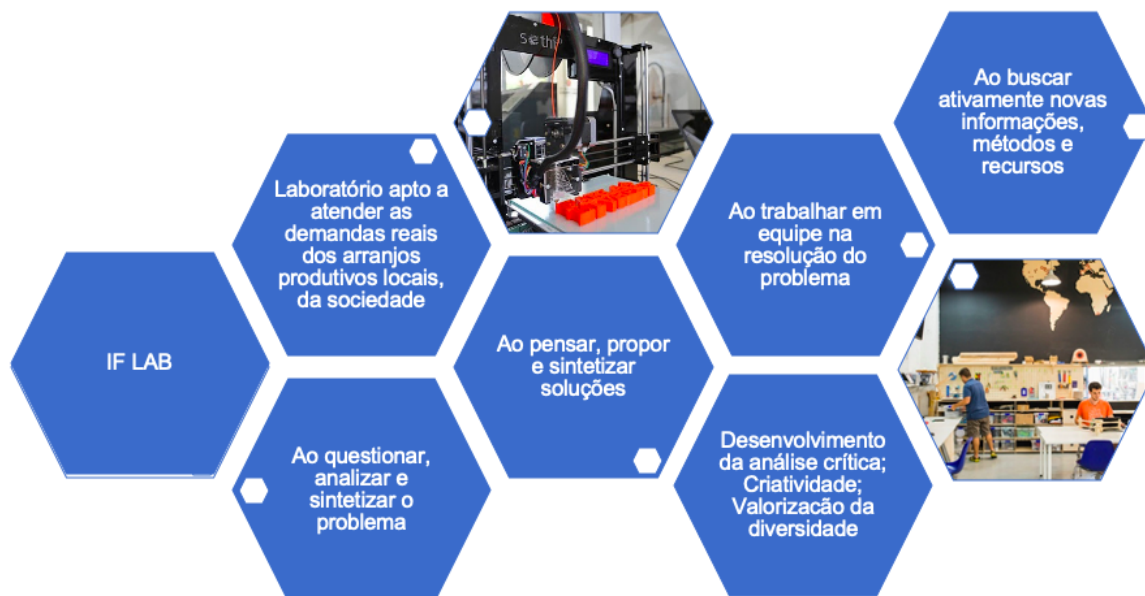 IF LAB
Laboratório apto a
atender as
demandas reais
dos arranjos
produtivos locais,
da sociedade
Ao questionar,
analizar e
sintetizar o
problema
Ao pensar, propor
e sintetizar
soluções
Ao trabalhar em
equipe na
resolução do
problema
Desenvolvimento
da análise crítica;
Criatividade;
Valorização da
diversidade
Ao buscar
ativamente novas
informações,
métodos e
recursos